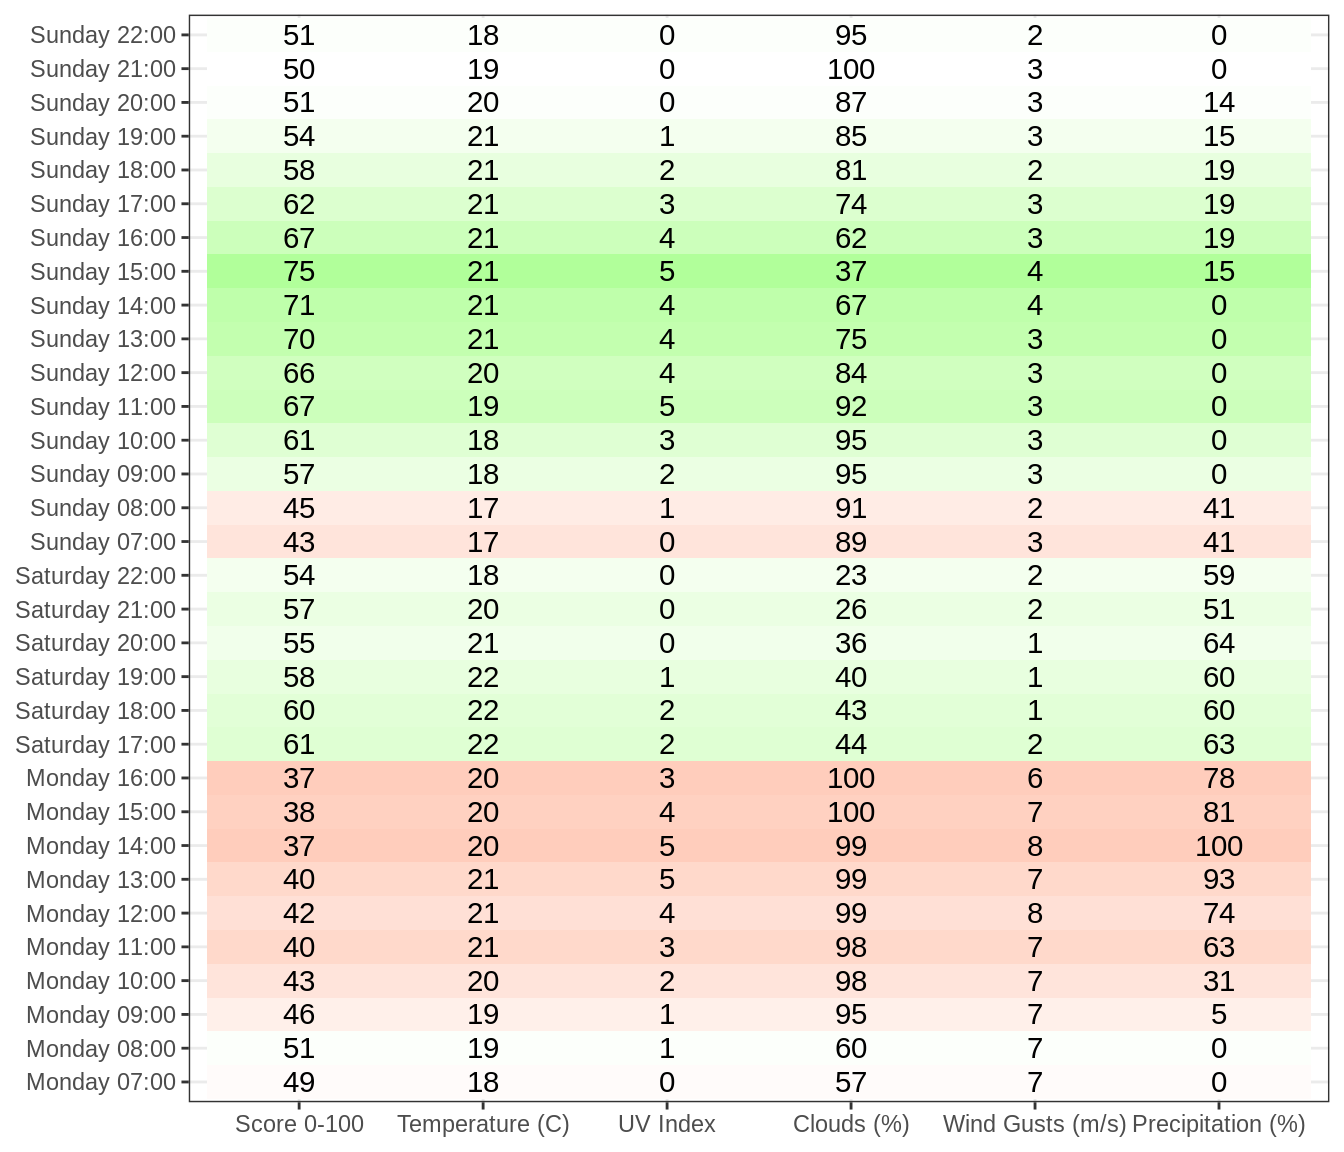 Sunday 22:00 51 18 0 95 2 0
Sunday 21:00 50 19 0 100 3 0
Sunday 20:00 51 20 0 87 3 14
Sunday 19:00 54 21 1 85 3 15
Sunday 18:00 58 21 2 81 2 19
Sunday 17:00 62 21 3 74 3 19
Sunday 16:00 67 21 4 62 3 19
Sunday 15:00 75 21 5 37 4 15
Sunday 14:00 71 21 4 67 4 0
Sunday 13:00 70 21 4 75 3 0
Sunday 12:00 66 20 4 84 3 0
Sunday 11:00 67 19 5 92 3 0
Sunday 10:00 61 18 3 95 3 0
Sunday 09:00 57 18 2 95 3 0
Sunday 08:00 45 17 1 91 2 41
Sunday 07:00 43 17 0 89 3 41
Saturday 22:00 54 18 0 23 2 59
Saturday 21:00 57 20 0 26 2 51
Saturday 20:00 55 21 0 36 1 64
Saturday 19:00 58 22 1 40 1 60
Saturday 18:00 60 22 2 43 1 60
Saturday 17:00 61 22 2 44 2 63
Monday 16:00 37 20 3 100 6 78
Monday 15:00 38 20 4 100 7 81
Monday 14:00 37 20 5 99 8 100
Monday 13:00 40 21 5 99 7 93
Monday 12:00 42 21 4 99 8 74
Monday 11:00 40 21 3 98 7 63
Monday 10:00 43 20 2 98 7 31
Monday 09:00 46 19 1 95 7 5
Monday 08:00 51 19 1 60 7 0
Monday 07:00 49 18 0 57 7 0
Score 0-100 Temperature (C) UV Index Clouds (%) Wind Gusts (m/s) Precipitation (%)